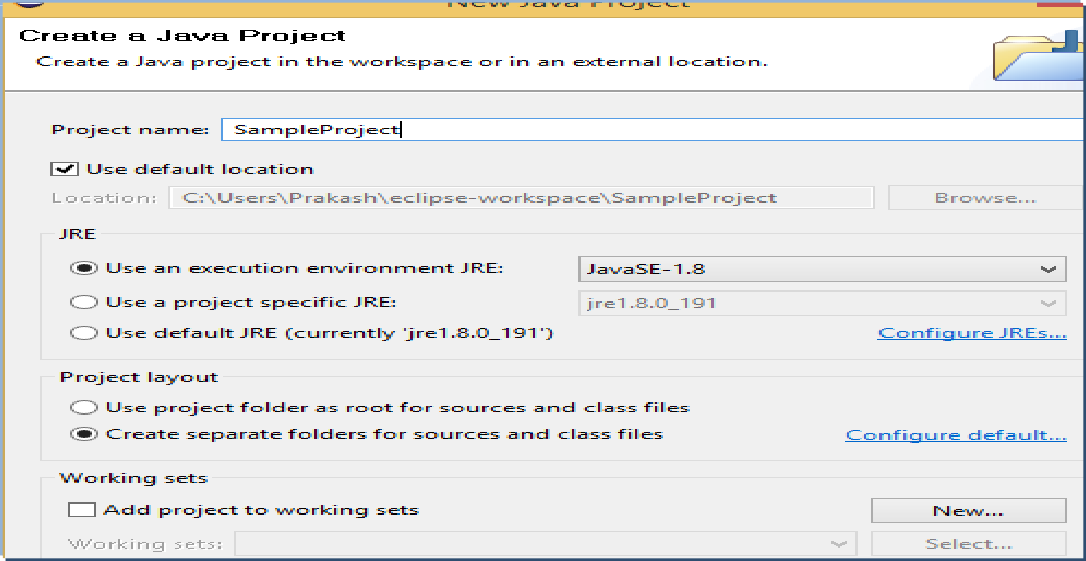 New Java Project
Create a Java Project
Create a Java project in the workspace or in an external location.
Project name: SampleProject
Use default location
Location: C:\Users\Prakash\eclipse-workspace\SampleProject Browse...
JRE
Use an execution environment JRE: JavaSE-1.8
Use a project specific JRE: jre1.8.0_191
Use default JRE (currently 'jre1.8.0_191') Configure JREs...
Project layout
Use project folder as root for sources and class files
Create separate folders for sources and class files Configure default...
Working sets
Add project to working sets New...
Working sets: Select...